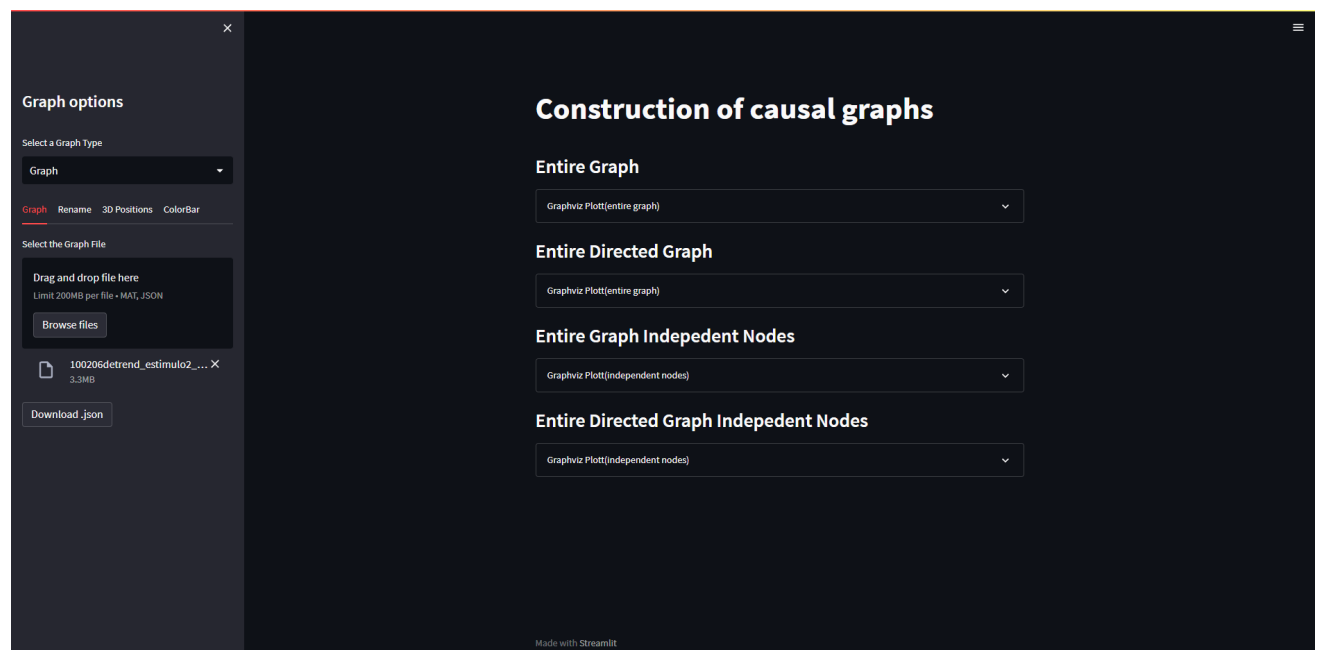 Graph options
Select a Graph Type
Graph
Graph Rename 3D Positions ColorBar
Select the Graph File
Drag and drop file here
Limit 200MB per file • MAT, JSON
Browse files
100206detrend_estimulo2_...
3.3MB
Download .json
Construction of causal graphs
Entire Graph
Graphviz Plott(entire graph)
Entire Directed Graph
Graphviz Plott(entire graph)
Entire Graph Indepedent Nodes
Graphviz Plott(independent nodes)
Entire Directed Graph Indepedent Nodes
Graphviz Plott(independent nodes)
Made with Streamlit